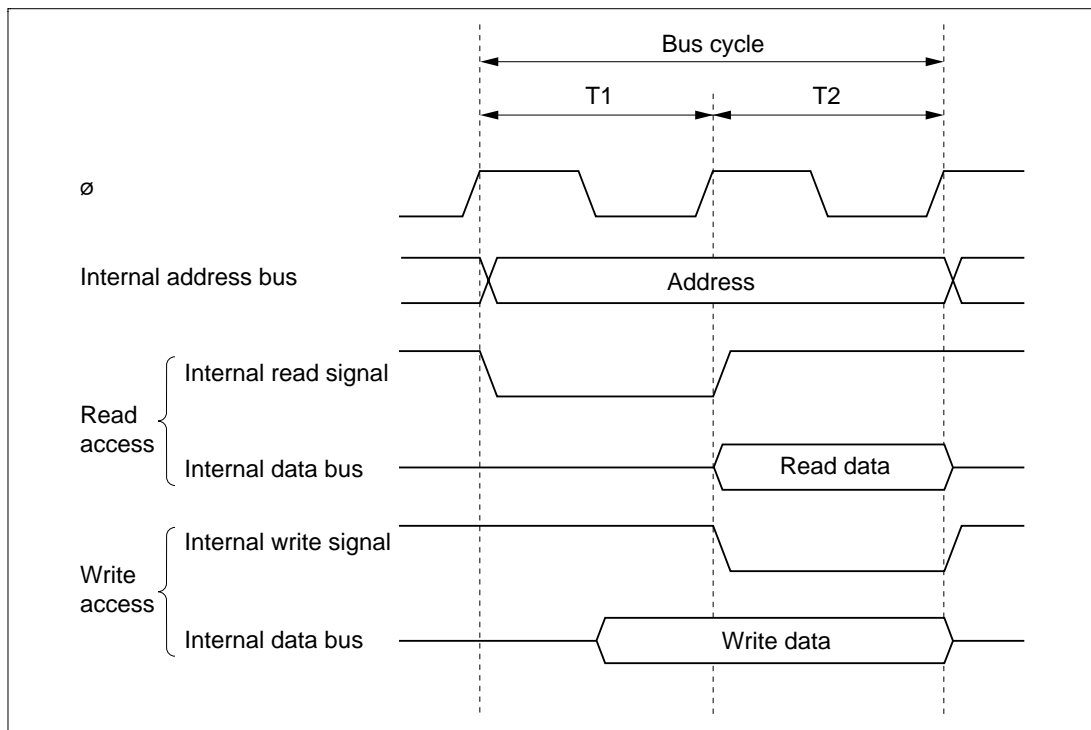 Bus cycle
T1
T2
ø
Internal address bus
Address
Internal read signal
Read
access
Internal data bus
Read data
Internal write signal
Write
access
Internal data bus
Write data